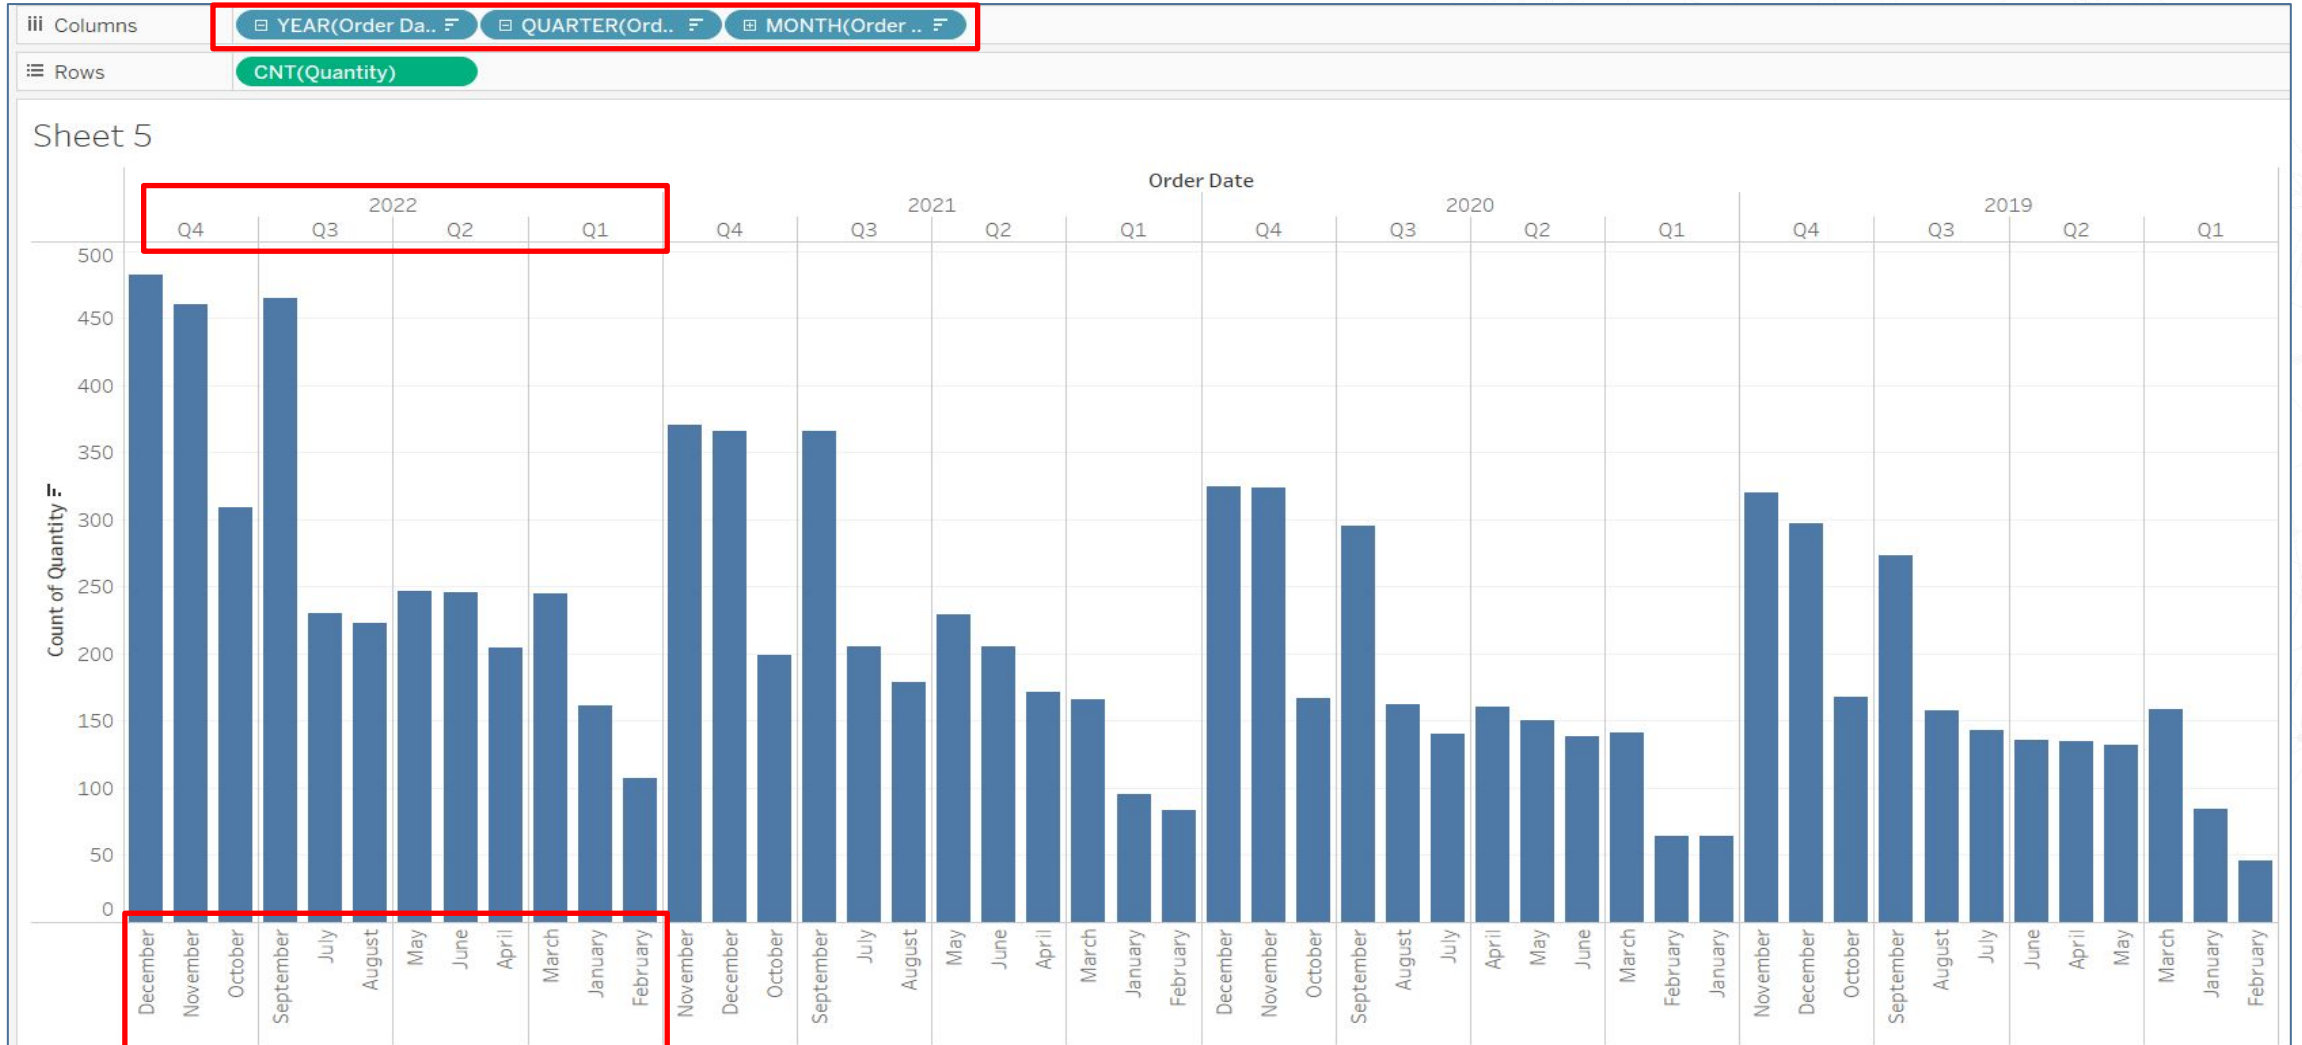 Columns YEAR(Order Da.. QUARTER(Ord.. MONTH(Order ..
Rows CNT(Quantity)
Sheet 5
Order Date
2022 2021 2020 2019
Q4 Q3 Q2 Q1 Q4 Q3 Q2 Q1 Q4 Q3 Q2 Q1 Q4 Q3 Q2 Q1
500
450
400
350
300
250
200
150
100
50
0
Count of Quantity
December November October September July August May June April March January February November December October September July August May June April March January February December November October September August July April May June March February January November December October September August July June April May March January February